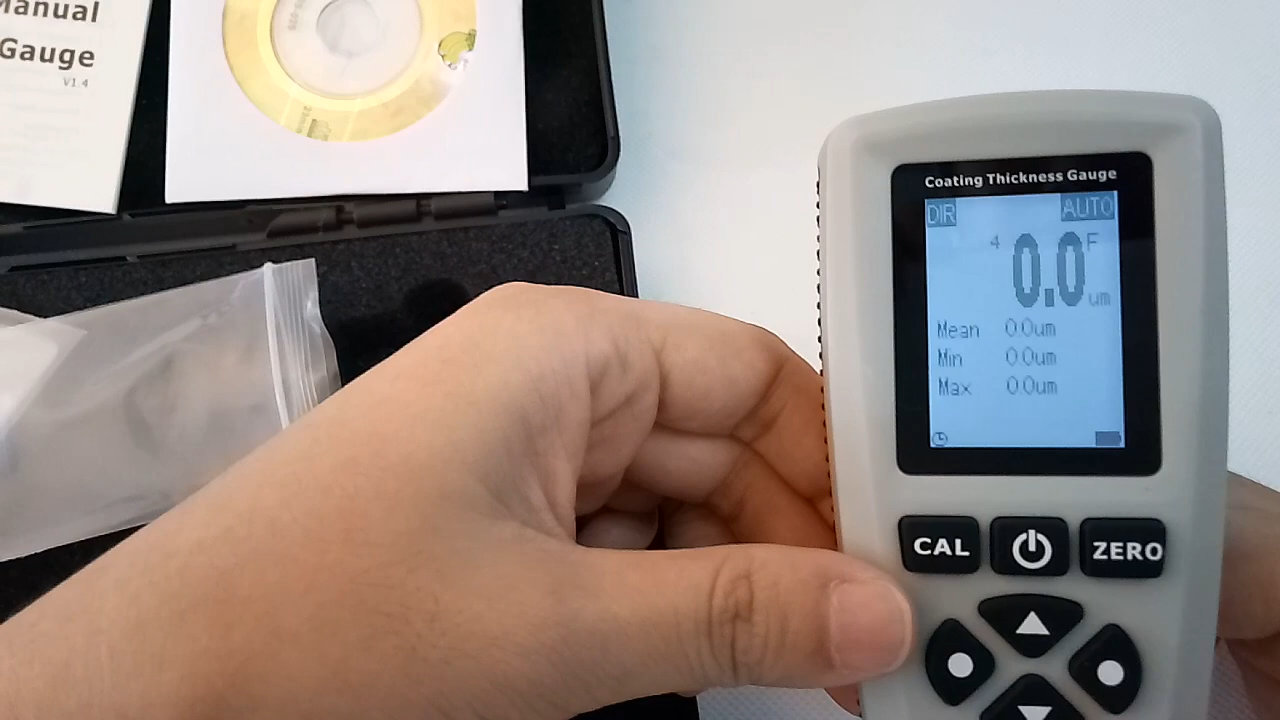 Manual
Gauge
V1.4
Coating Thickness Gauge
DIR AUTO
4 0.0 F
um
Mean 0.0um
Min 0.0um
Max 0.0um
CAL ZERO